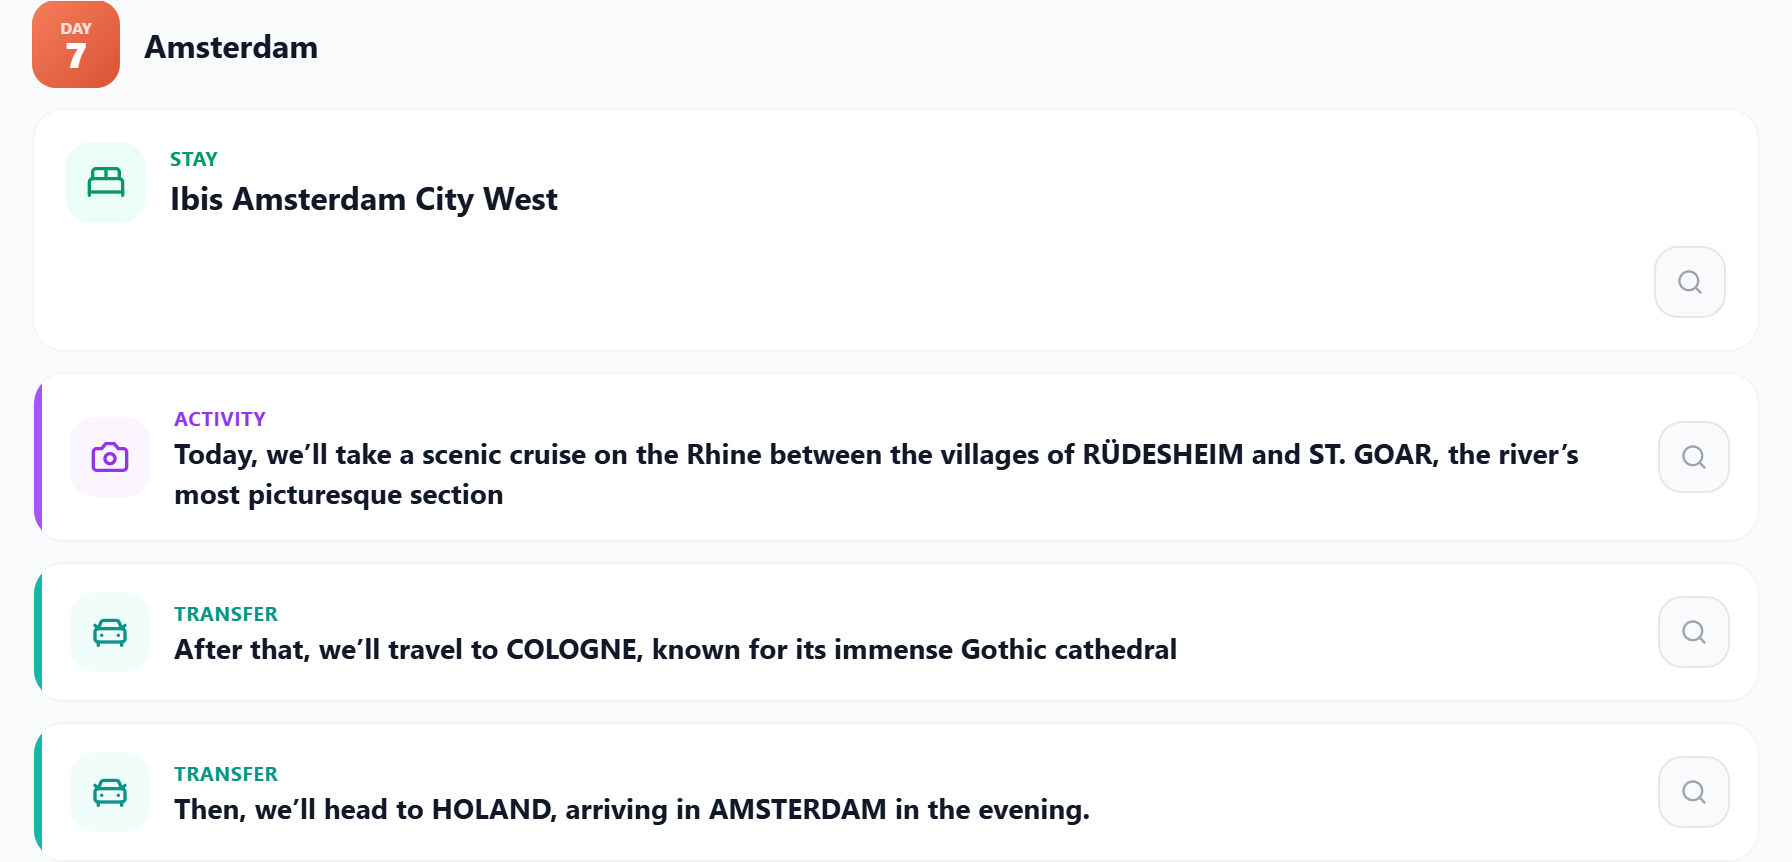 DAY
7
Amsterdam
STAY
Ibis Amsterdam City West
ACTIVITY
Today, we’ll take a scenic cruise on the Rhine between the villages of RÜDESHEIM and ST. GOAR, the river’s
most picturesque section
TRANSFER
After that, we’ll travel to COLOGNE, known for its immense Gothic cathedral
TRANSFER
Then, we’ll head to HOLAND, arriving in AMSTERDAM in the evening.